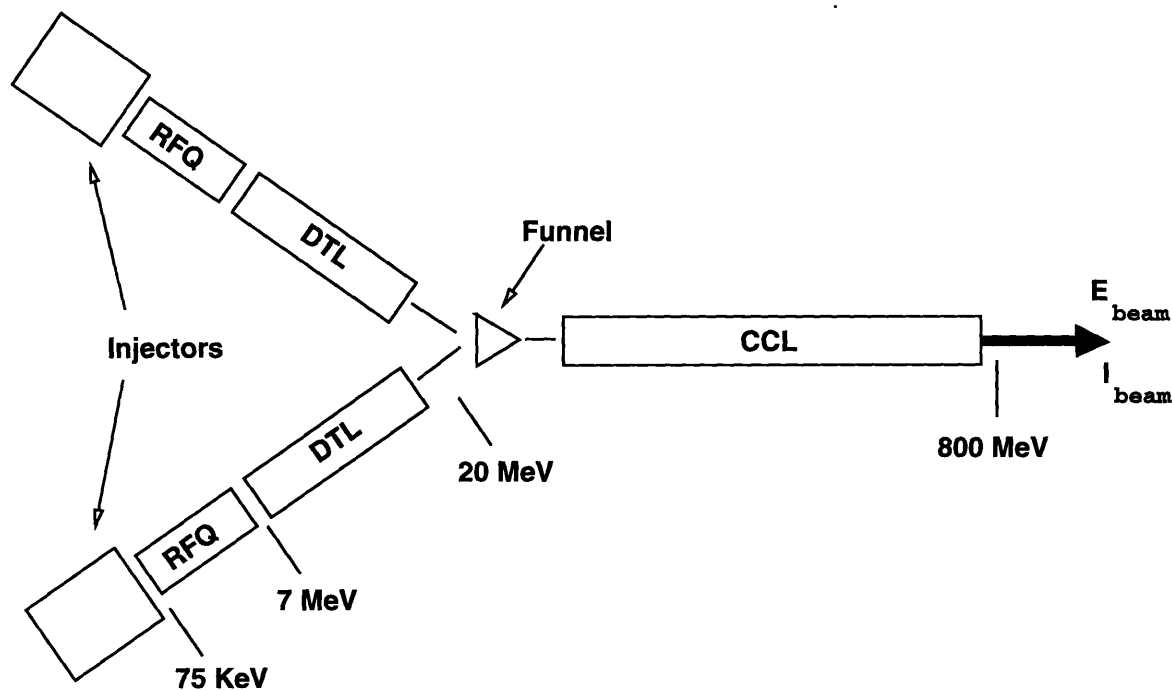 RFQ
DTL
Funnel
Injectors
CCL
E beam
I beam
800 MeV
DTL
20 MeV
RFQ
7 MeV
75 KeV